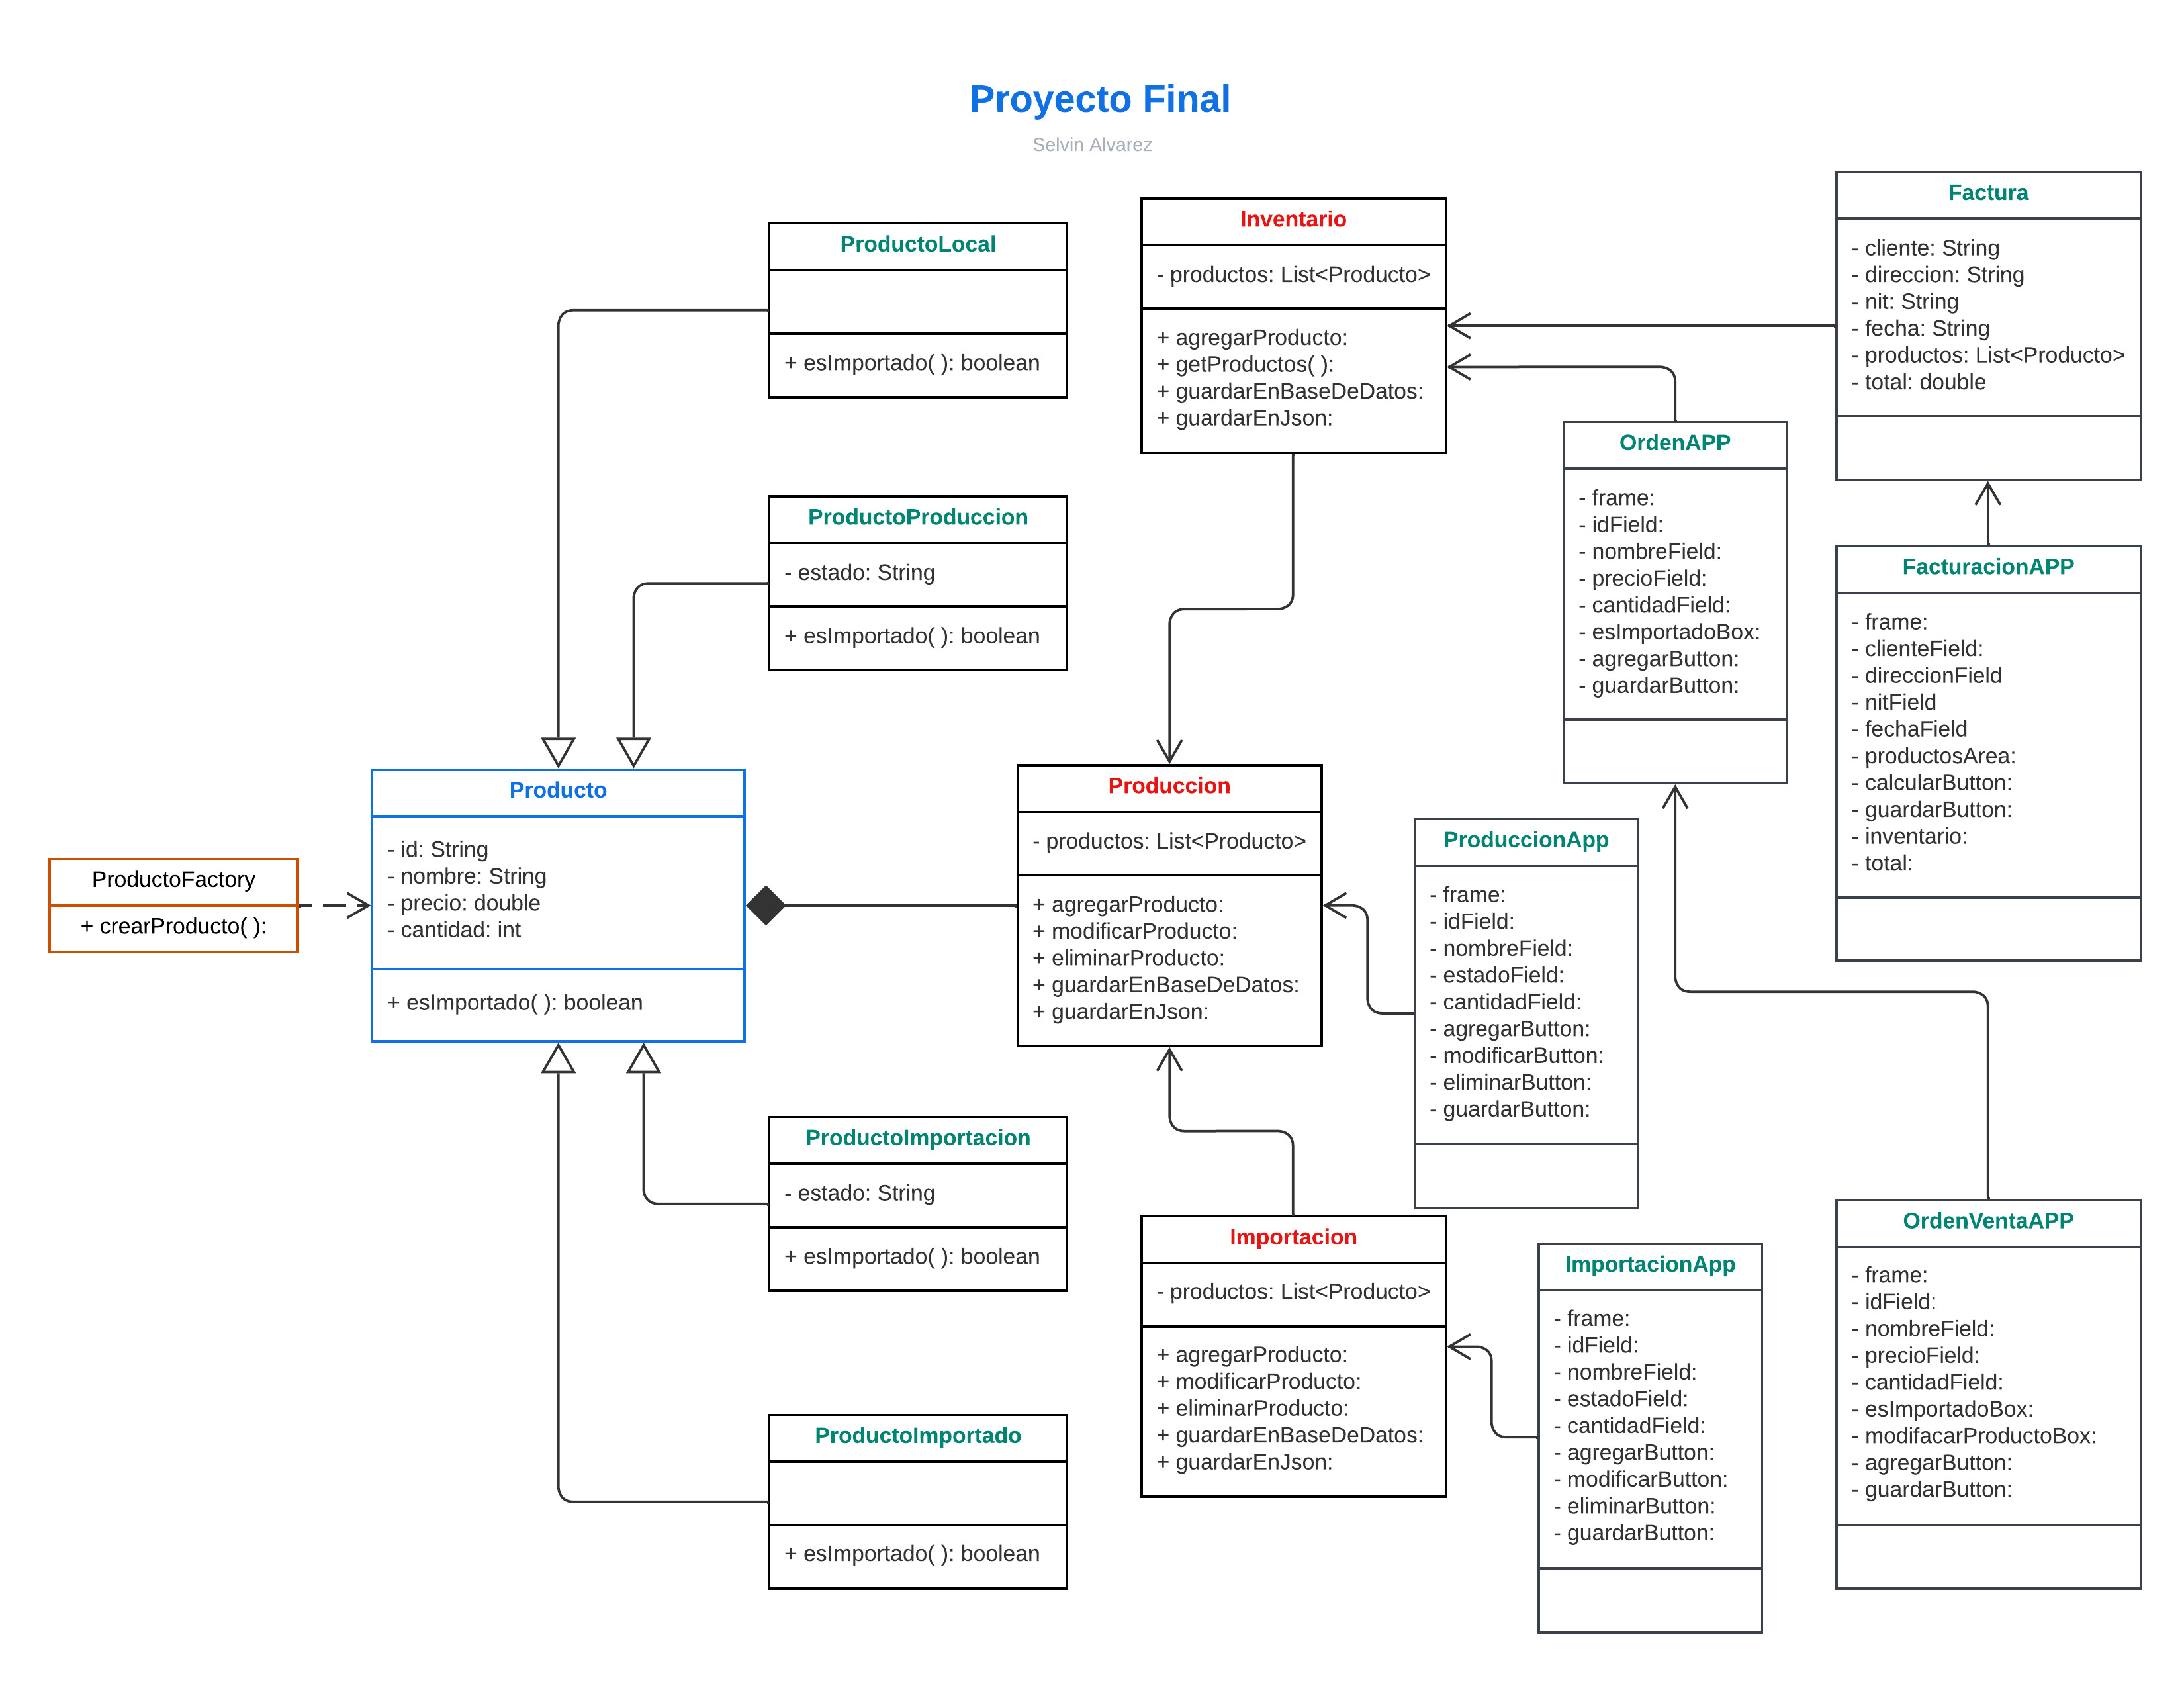 Proyecto Final
Selvin Alvarez
ProductoLocal
+ esImportado( ): boolean
ProductoProduccion
- estado: String
+ esImportado( ): boolean
Producto
- id: String
- nombre: String
- precio: double
- cantidad: int
+ esImportado( ): boolean
ProductoFactory
+ crearProducto( ):
ProductoImportacion
- estado: String
+ esImportado( ): boolean
ProductoImportado
+ esImportado( ): boolean
Inventario
- productos: List<Producto>
+ agregarProducto:
+ getProductos( ):
+ guardarEnBaseDeDatos:
+ guardarEnJson:
Produccion
- productos: List<Producto>
+ agregarProducto:
+ modificarProducto:
+ eliminarProducto:
+ guardarEnBaseDeDatos:
+ guardarEnJson:
Importacion
- productos: List<Producto>
+ agregarProducto:
+ modificarProducto:
+ eliminarProducto:
+ guardarEnBaseDeDatos:
+ guardarEnJson:
ProduccionApp
- frame:
- idField:
- nombreField:
- estadoField:
- cantidadField:
- agregarButton:
- modificarButton:
- eliminarButton:
- guardarButton:
ImportacionApp
- frame:
- idField:
- nombreField:
- estadoField:
- cantidadField:
- agregarButton:
- modificarButton:
- eliminarButton:
- guardarButton:
OrdenAPP
- frame:
- idField:
- nombreField:
- precioField:
- cantidadField:
- esImportadoBox:
- agregarButton:
- guardarButton:
Factura
- cliente: String
- direccion: String
- nit: String
- fecha: String
- productos: List<Producto>
- total: double
FacturacionAPP
- frame:
- clienteField:
- direccionField
- nitField
- fechaField
- productosArea:
- calcularButton:
- guardarButton:
- inventario:
- total:
OrdenVentaAPP
- frame:
- idField:
- nombreField:
- precioField:
- cantidadField:
- esImportadoBox:
- modifacarProductoBox:
- agregarButton:
- guardarButton: